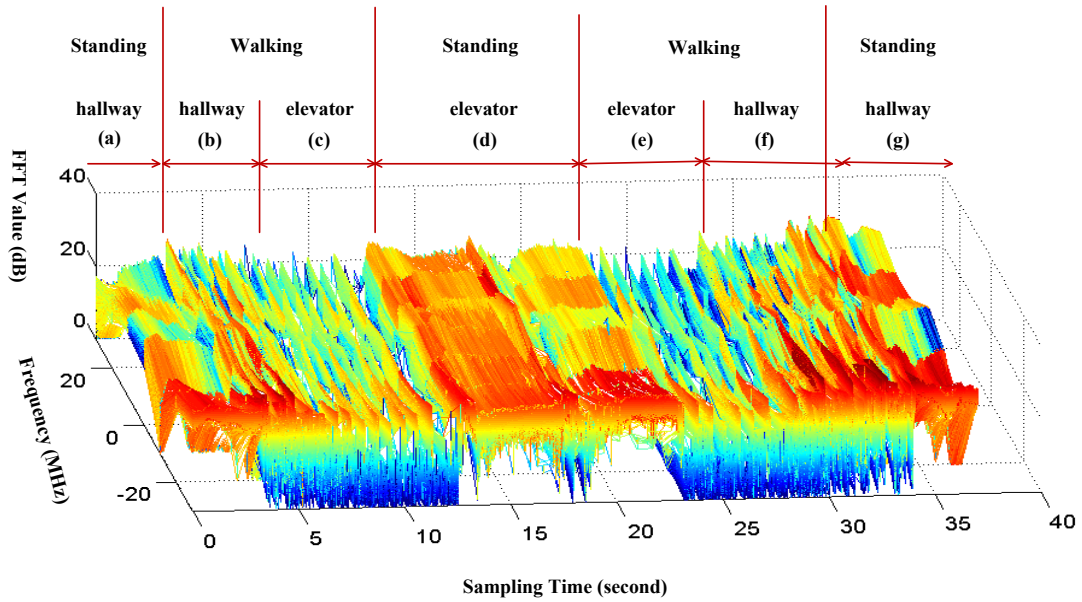 Standing Walking Standing Walking Standing
hallway hallway elevator elevator elevator hallway hallway
(a) (b) (c) (d) (e) (f) (g)
FFT Value (dB)
40
20
0
Frequency (MHz)
20
0
-20
0 5 10 15 20 25 30 35 40
Sampling Time (second)